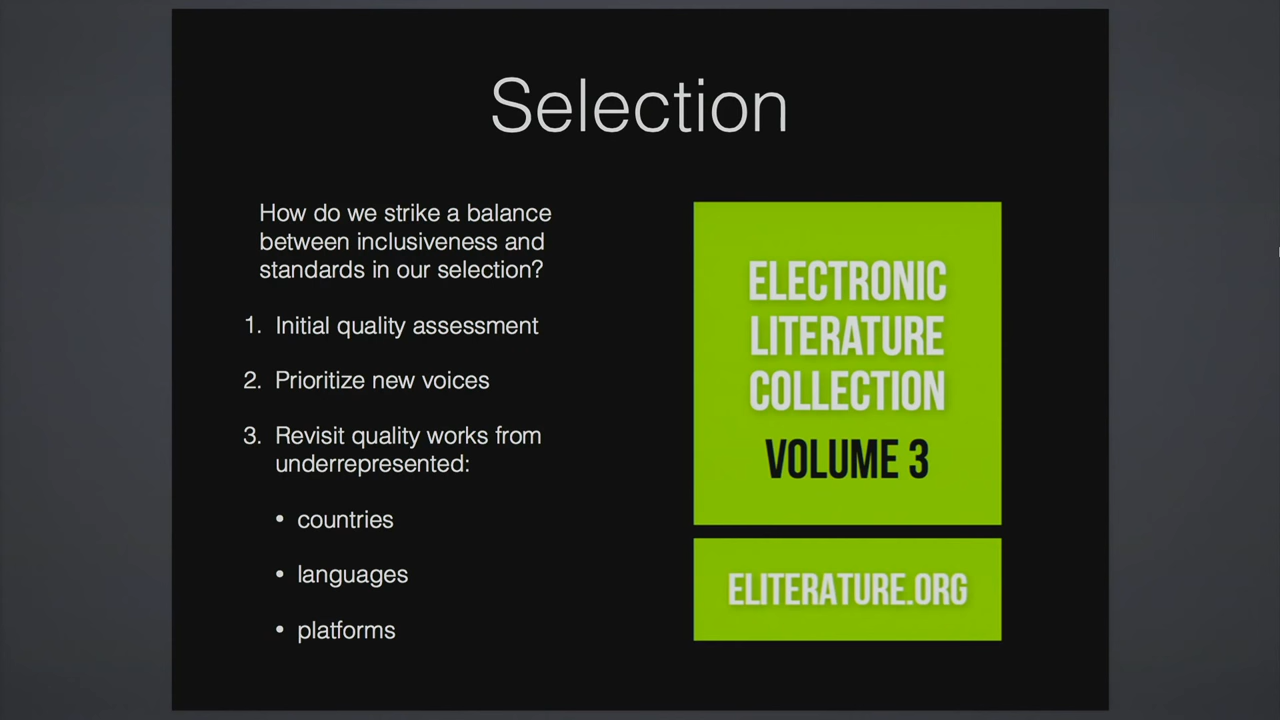 Selection
How do we strike a balance
between inclusiveness and
standards in our selection?
1. Initial quality assessment
2. Prioritize new voices
3. Revisit quality works from
underrepresented:
• countries
• languages
• platforms
ELECTRONIC
LITERATURE
COLLECTION
VOLUME 3
ELITERATURE.ORG